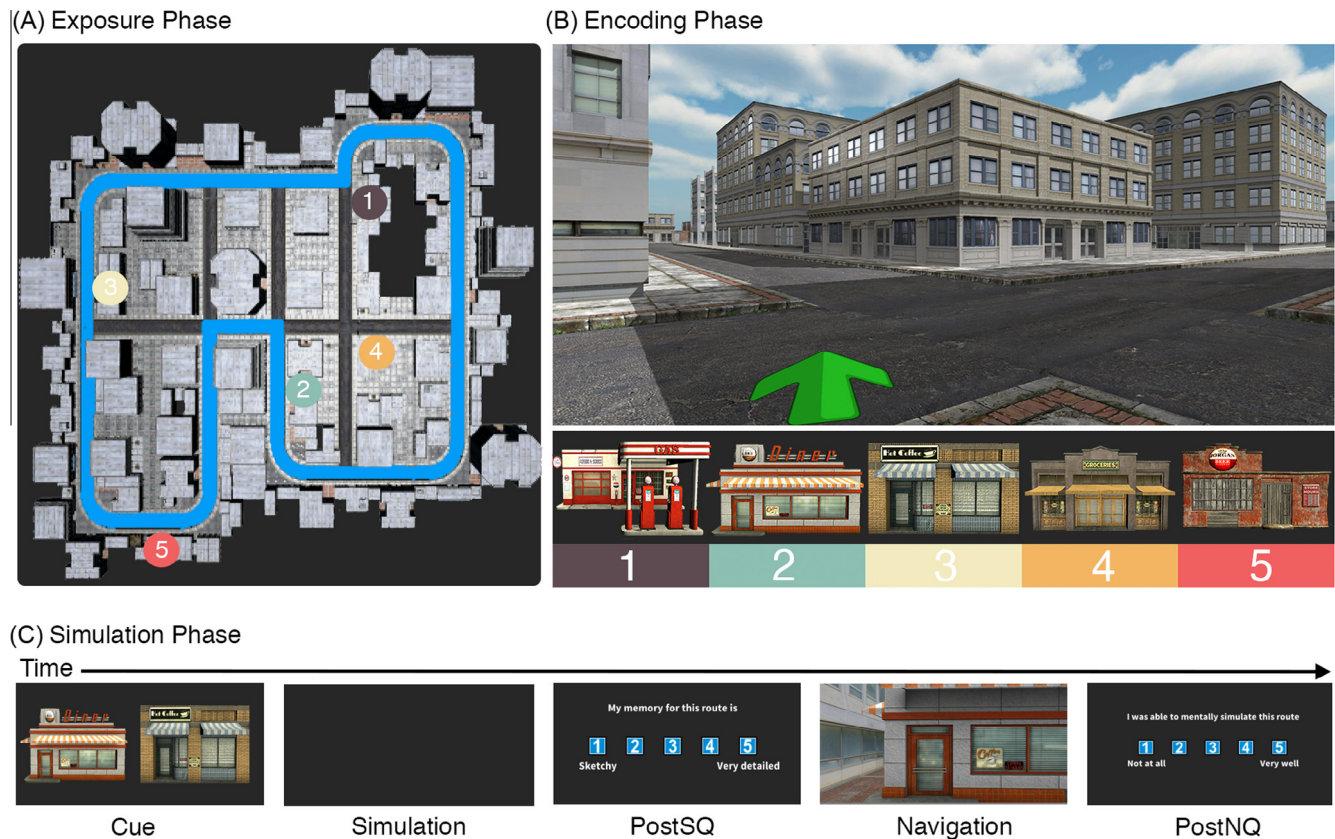 (A) Exposure Phase
1
3
4
2
5
(B) Encoding Phase
GAS
Diner
Hot Coffee
GROCERIES
MORGAN
1 2 3 4 5
(C) Simulation Phase
Time
Diner
Hot Coffee
My memory for this route is
1 2 3 4 5
Sketchy Very detailed
Coffee
I was able to mentally simulate this route
1 2 3 4 5
Not at all Very well
Cue Simulation PostSQ Navigation PostNQ